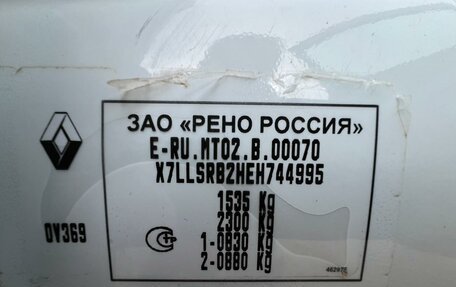 ЗАО «РЕНО РОССИЯ»
E-RU.MT02.B.00070
X7LLSRB2HEH744995
1535 Kg
2300 Kg
1-0830 Kg
2-0880 Kg
0V369